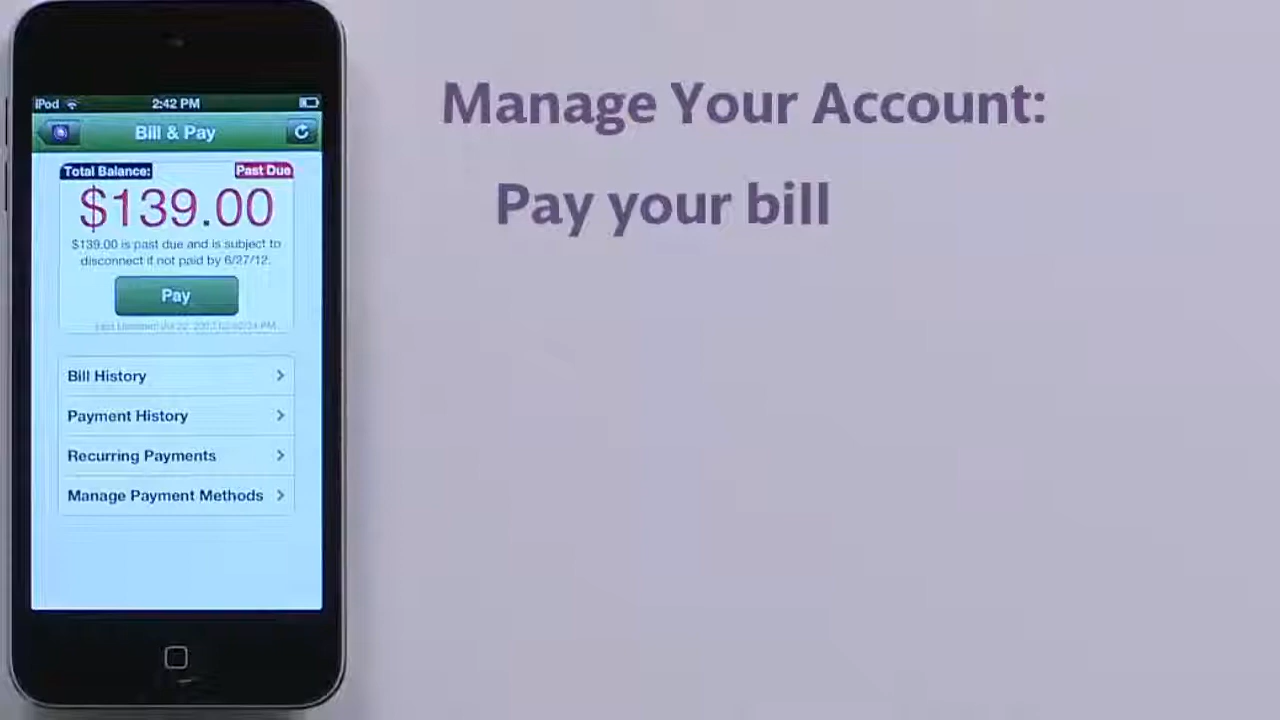 iPod
2:42 PM
Bill & Pay
Total Balance:
Past Due
$139.00
$139.00 is past due and is subject to
disconnect if not paid by 6/27/12.
Pay
Bill History
Payment History
Recurring Payments
Manage Payment Methods
Manage Your Account:
Pay your bill